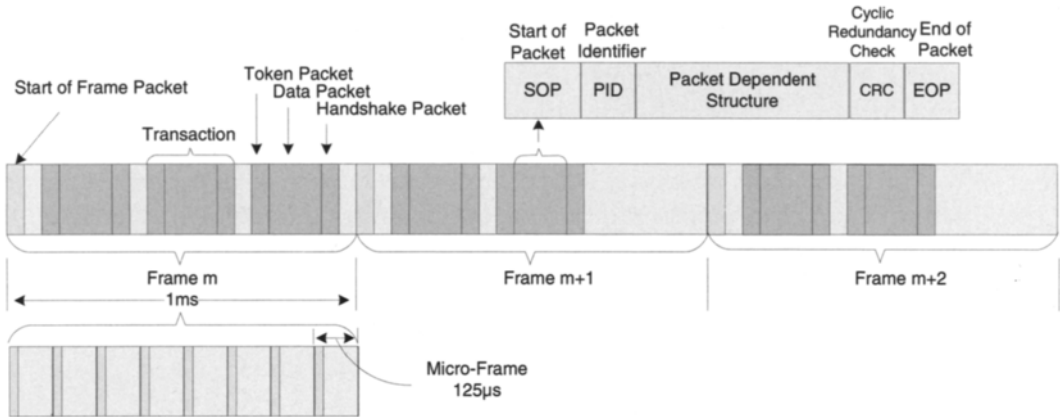 Start of Frame Packet
Transaction
Token Packet
Data Packet
Handshake Packet
Start of
Packet
Packet
Identifier
Cyclic
Redundancy
Check
End of
Packet
SOP
PID
Packet Dependent
Structure
CRC
EOP
Frame m
Frame m+1
Frame m+2
1ms
Micro-Frame
125µs